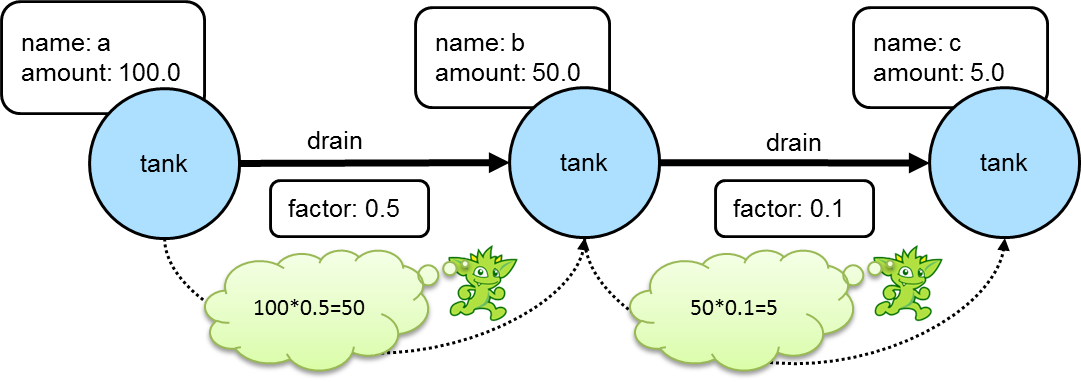 name: a
amount: 100.0
name: b
amount: 50.0
name: c
amount: 5.0
tank
drain
tank
drain
tank
factor: 0.5
factor: 0.1
100*0.5=50
50*0.1=5